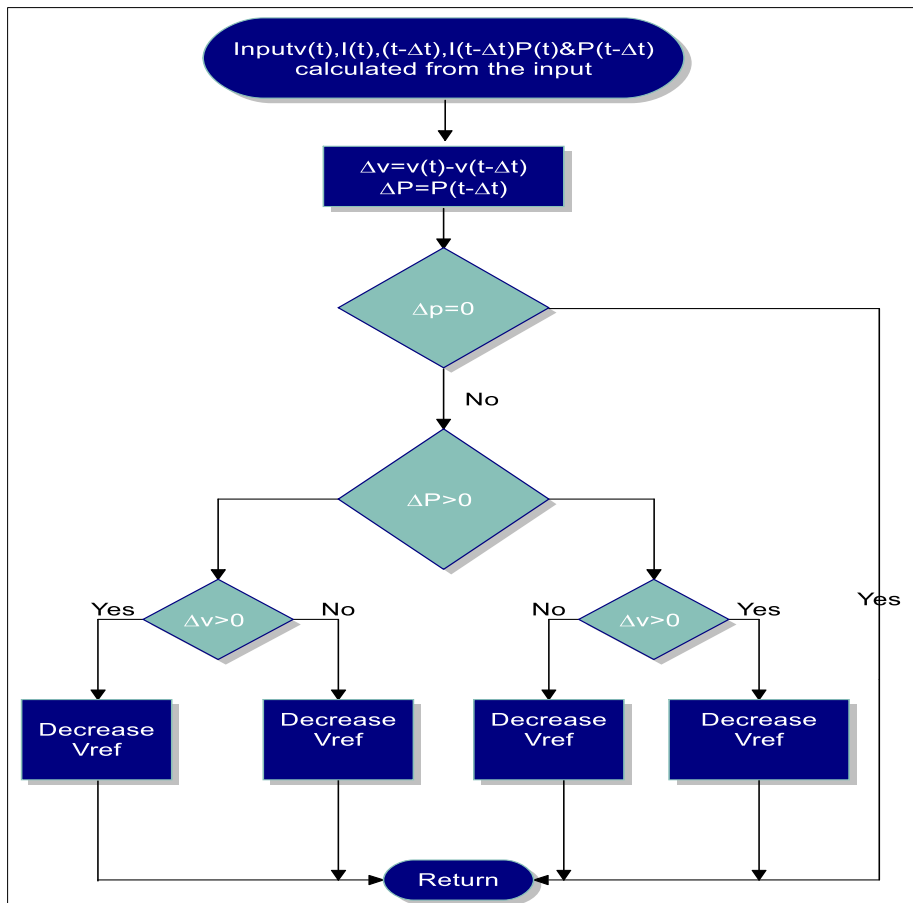 Inputv(t),I(t),(t-Δt),I(t-Δt)P(t)&P(t-Δt)
calculated from the input
Δv=v(t)-v(t-Δt)
ΔP=P(t-Δt)
Δp=0
No
Yes
ΔP>0
Yes
Δv>0
No
No
Δv>0
Yes
Decrease
Vref
Decrease
Vref
Decrease
Vref
Decrease
Vref
Return